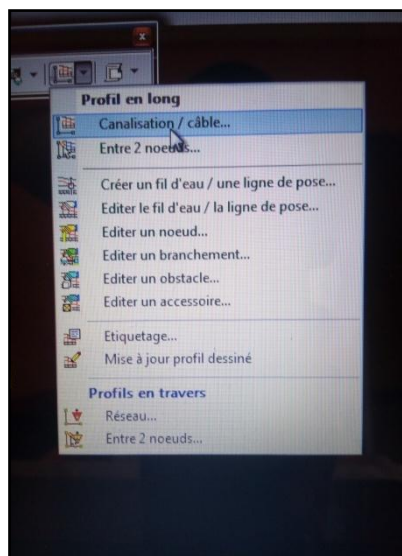 Profil en long
Canalisation / câble...
Entre 2 noeuds...
Créer un fil d'eau / une ligne de pose...
Editer le fil d'eau / la ligne de pose...
Editer un noeud...
Editer un branchement...
Editer un obstacle...
Editer un accessoire...
Etiquetage...
Mise à jour profil dessiné
Profils en travers
Réseau...
Entre 2 noeuds...